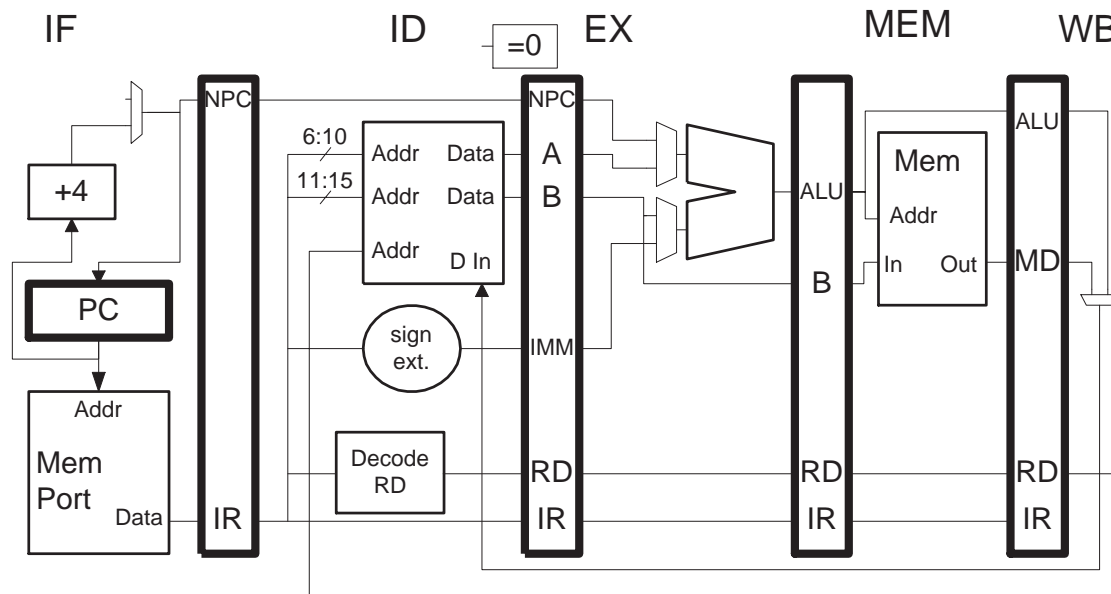 IF
ID
EX
MEM
WB
=0
NPC
NPC
6:10
Addr
Data
A
ALU
+4
11:15
Addr
Data
B
ALU
Mem
Addr
Addr
D In
In
Out
MD
PC
B
sign
ext.
IMM
Addr
Mem
Port
Data
Decode
RD
RD
RD
RD
IR
IR
IR
IR